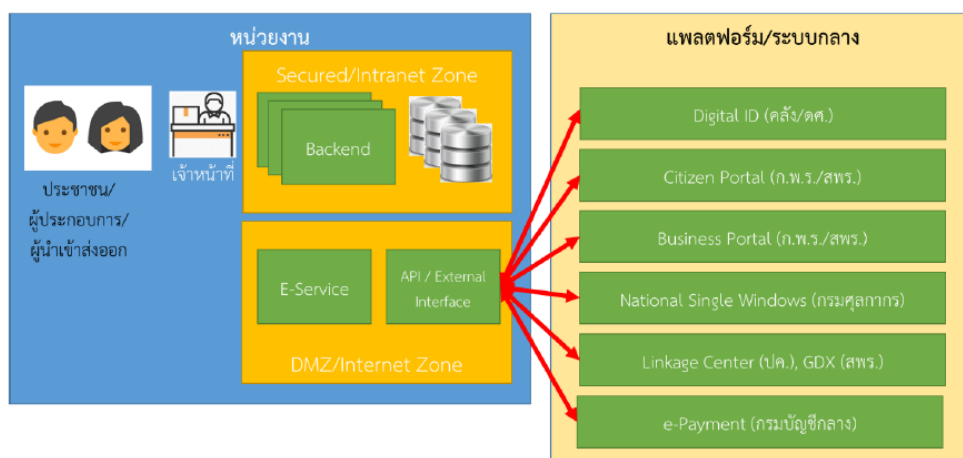 หน่วยงาน
Secured/Intranet Zone
Backend
เจ้าหน้าที่
ประชาชน/
ผู้ประกอบการ/
ผู้นำเข้าส่งออก
E-Service
API / External
Interface
DMZ/Internet Zone
แพลตฟอร์ม/ระบบกลาง
Digital ID (คลัง/ดศ.)
Citizen Portal (ก.พ.ร./สพร.)
Business Portal (ก.พ.ร./สพร.)
National Single Windows (กรมศุลกากร)
Linkage Center (ปค.), GDX (สพร.)
e-Payment (กรมบัญชีกลาง)